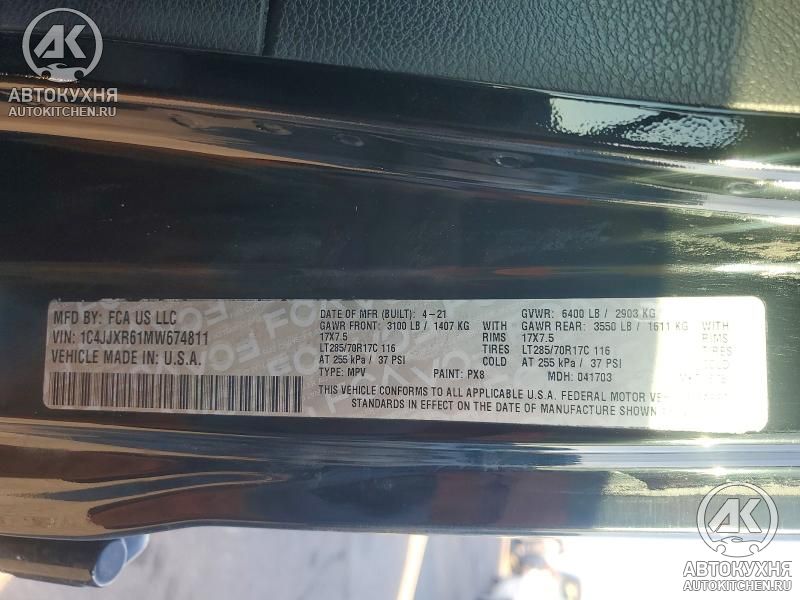 АК
АВТОКУХНЯ
AUTOKITCHEN.RU
MFD BY: FCA US LLC
VIN: 1C4JJXR61MW674811
VEHICLE MADE IN U.S.A.
DATE OF MFR (BUILT): 4-21 GVWR: 6400 LB / 2903 KG
GAWR FRONT: 3100 LB / 1407 KG WITH GAWR REAR: 3550 LB / 1611 KG WITH
17X7.5 RIMS 17X7.5 RIMS
LT285/70R17C 116 TIRES LT285/70R17C 116 TIRES
AT 255 kPa / 37 PSI COLD AT 255 kPa / 37 PSI COLD
TYPE: MPV PAINT: PX8 MDH: 041703
THIS VEHICLE CONFORMS TO ALL APPLICABLE U.S.A. FEDERAL MOTOR
STANDARDS IN EFFECT ON THE DATE OF MANUFACTURE SHOWN
АК
АВТОКУХНЯ
AUTOKITCHEN.RU